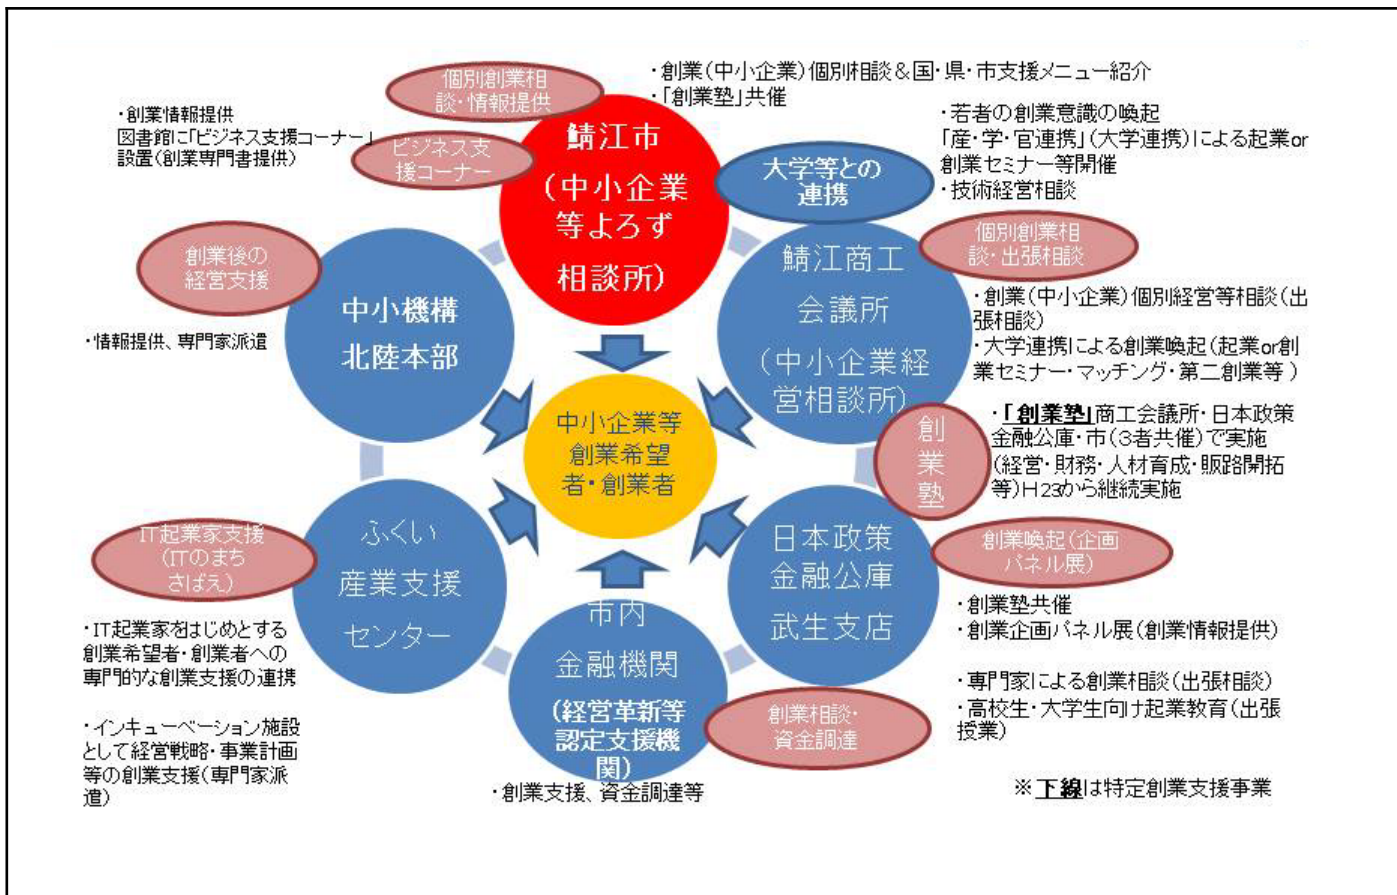 個別創業相
談・情報提供
・創業(中小企業)個別相談&国・県・市支援メニュー紹介
・「創業塾」共催
・創業情報提供
図書館に「ビジネス支援コーナー」
設置(創業専門書提供)
ビジネス支
援コーナー
鯖江市
(中小企業
等よろず
相談所)
大学等との
連携
・若者の創業意識の喚起
「産・学・官連携」(大学連携)による起業or
創業セミナー等開催
・技術経営相談
創業後の
経営支援
中小機構
北陸本部
・情報提供、専門家派遣
鯖江商工
会議所
(中小企業経
営相談所)
個別創業相
談・出張相談
・創業(中小企業)個別経営等相談(出
張相談)
・大学連携による創業喚起(起業or創
業セミナー・マッチング・第二創業等)
中小企業等
創業希望
者・創業者
創
業
塾
・「創業塾」商工会議所・日本政策
金融公庫・市(3者共催)で実施
(経営・財務・人材育成・販路開拓
等)H23から継続実施
IT起業家支援
(ITのまち
さばえ)
ふくい
産業支援
センター
・IT起業家をはじめとする
創業希望者・創業者への
専門的な創業支援の連携
・インキューベーション施設
として経営戦略・事業計画
等の創業支援(専門家派
遣)
日本政策
金融公庫
武生支店
創業喚起(企画
パネル展)
・創業塾共催
・創業企画パネル展(創業情報提供)
・専門家による創業相談(出張相談)
・高校生・大学生向け起業教育(出張
授業)
市内
金融機関
(経営革新等
認定支援機
関)
創業相談・
資金調達
・創業支援、資金調達等
※下線は特定創業支援事業